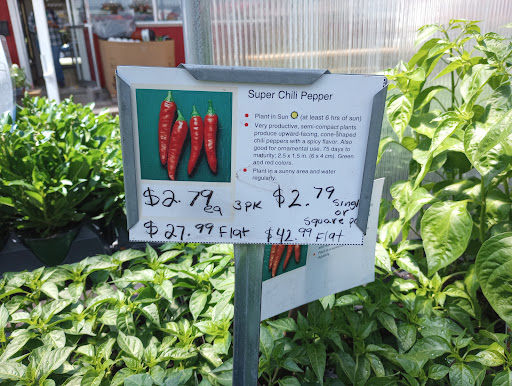 Super Chili Pepper
Plant in Sun (at least 6 hrs of sun)
Very productive, semi-compact plants
produce upward-facing, cone-shaped
chili peppers with a spicy flavor. Also
good for ornamental use. 75 days to
maturity; 2.5 x 1.5 in. (6 x 4 cm). Green
and red colors.
Plant in a sunny area and water
regularly.
$2.79 ea 3pk
$27.99 Flat
$2.79 Single
or
Square
$42.99 Flat